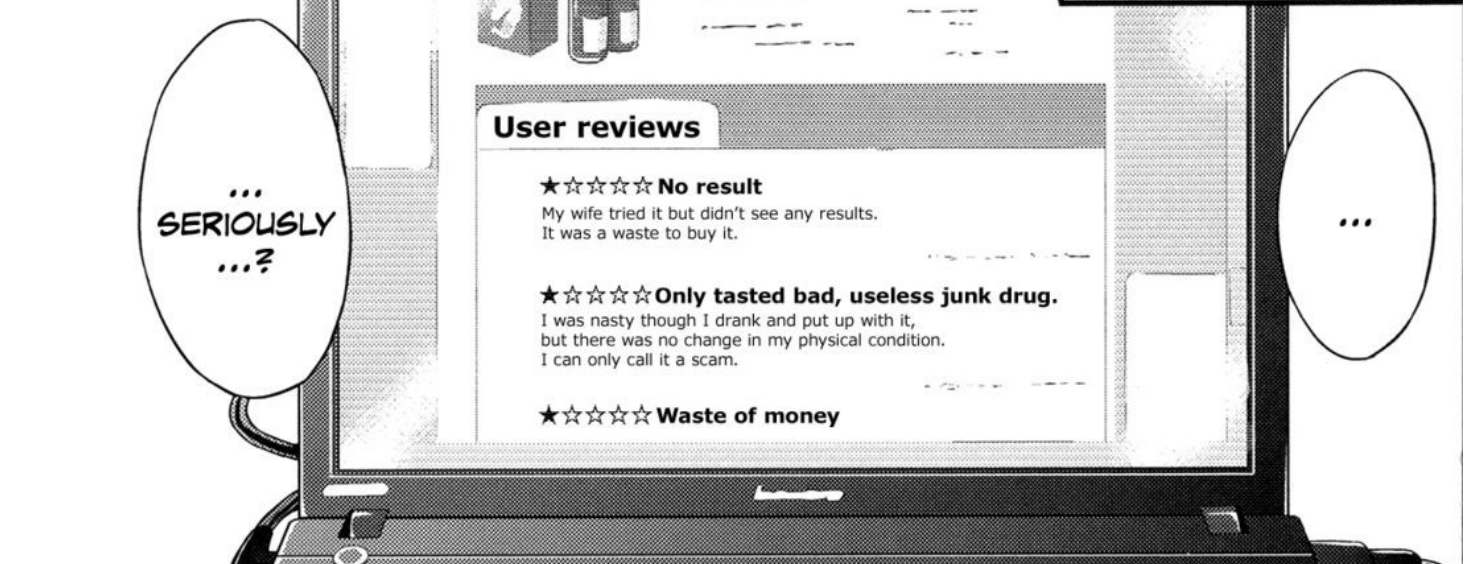 ...
User reviews
★☆☆☆☆ No result
My wife tried it but didn't see any results.
It was a waste to buy it.
★☆☆☆☆ Only tasted bad, useless junk drug.
I was nasty though I drank and put up with it,
but there was no change in my physical condition.
I can only call it a scam.
★☆☆☆☆ Waste of money
...
SERIOUSLY
...?